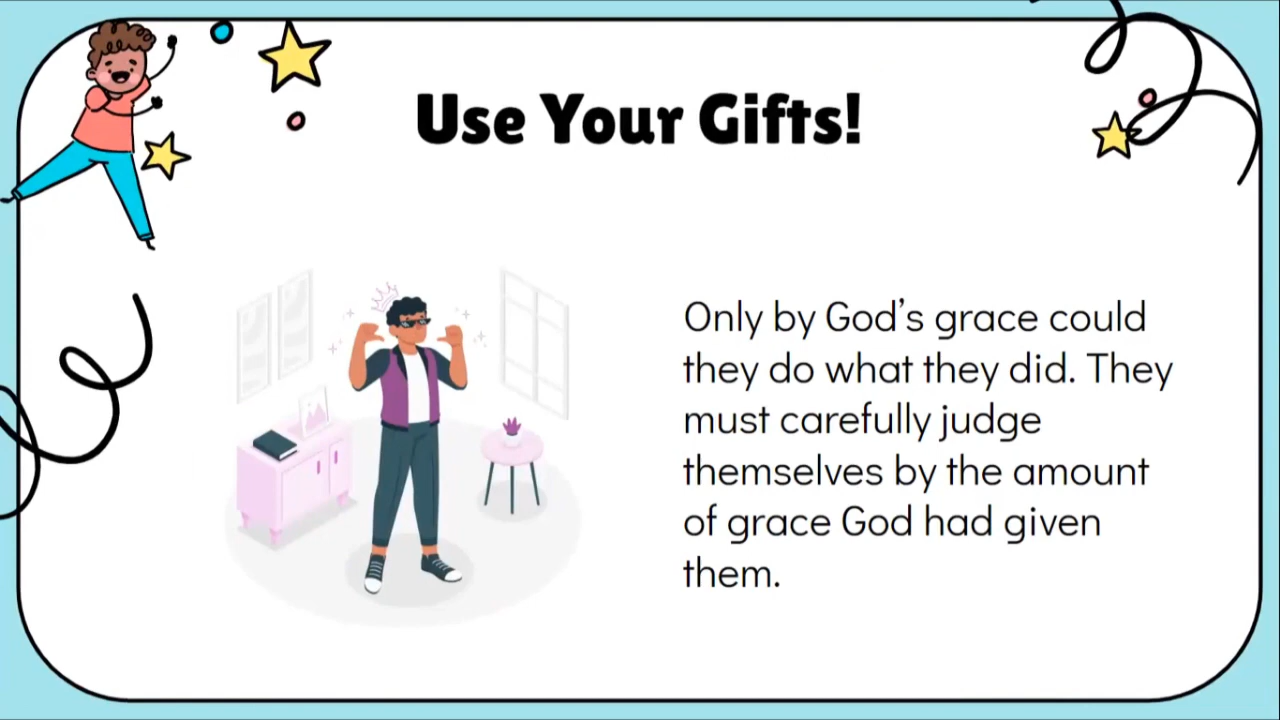 Use Your Gifts!
Only by God’s grace could
they do what they did. They
must carefully judge
themselves by the amount
of grace God had given
them.